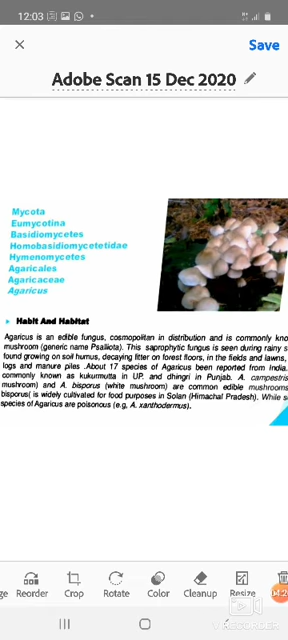 12:03
Save
Adobe Scan 15 Dec 2020
Mycota
Eumycotina
Basidiomycetes
Homobasidiomycetetidae
Hymenomycetes
Agaricales
Agaricaceae
Agaricus
Habit And Habitat
Agaricus is an edible fungus, cosmopolitan in distribution and is commonly kno
mushroom (generic name Psalliota). This saprophytic fungus is seen during rainy s
found growing on soil humus, decaying litter on forest floors, in the fields and lawns,
logs and manure piles .About 17 species of Agaricus been reported from India.
commonly known as kukurmutta in UP. and dhingri in Punjab. A. campestris
mushroom) and A. bisporus (white mushroom) are common edible mushrooms
bisporus( is widely cultivated for food purposes in Solan (Himachal Pradesh). While s
species of Agaricus are poisonous (e.g, A. xanthodermus).
ge Reorder Crop Rotate Color Cleanup Resize
RECORDER